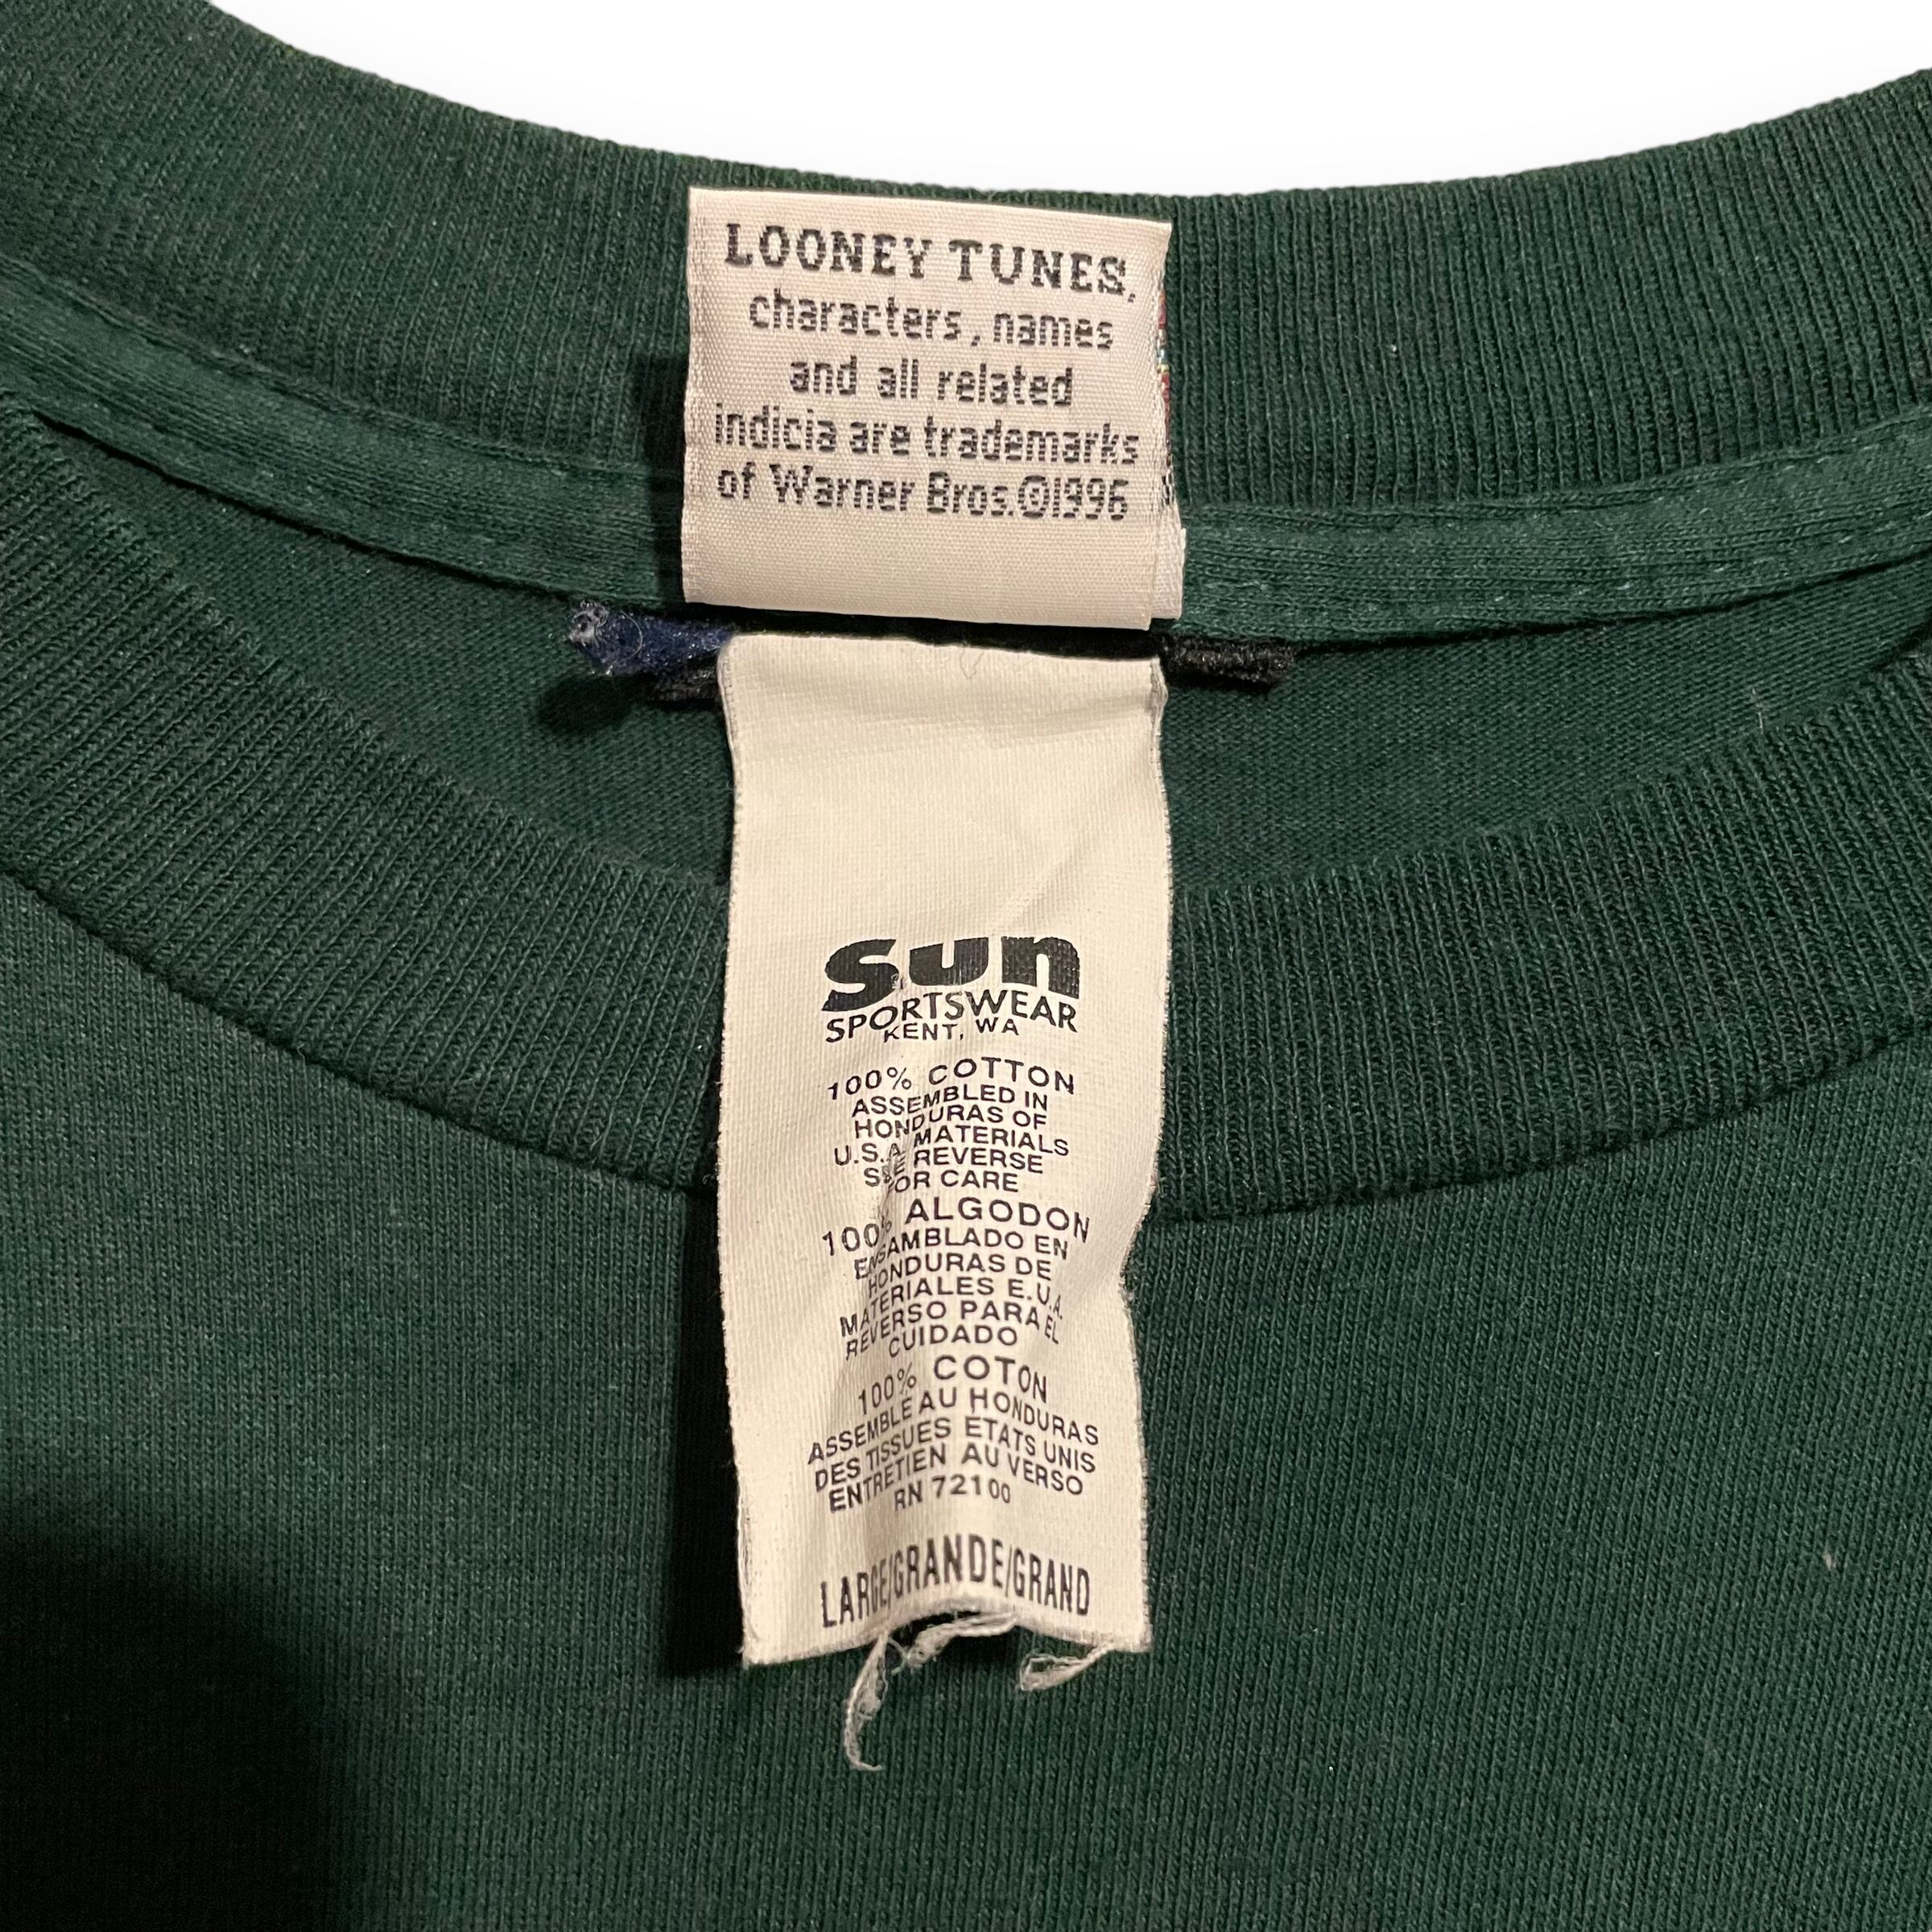 LOONEY TUNES,
characters, names
and all related
indicia are trademarks
of Warner Bros.©1996
sun
SPORTSWEAR
KENT, WA
100% COTTON
ASSEMBLED IN
HONDURAS OF
U.S.A. MATERIALS
SEE REVERSE
FOR CARE
100% ALGODON
ENSAMBLADO EN
HONDURAS DE
MATERIALES E.U.A.
REVERSO PARA EL
CUIDADO
100% COTON
ASSEMBLE AU HONDURAS
DES TISSUES ETATS UNIS
ENTRETIEN AU VERSO
RN 72100
LARGE/GRANDE/GRAND